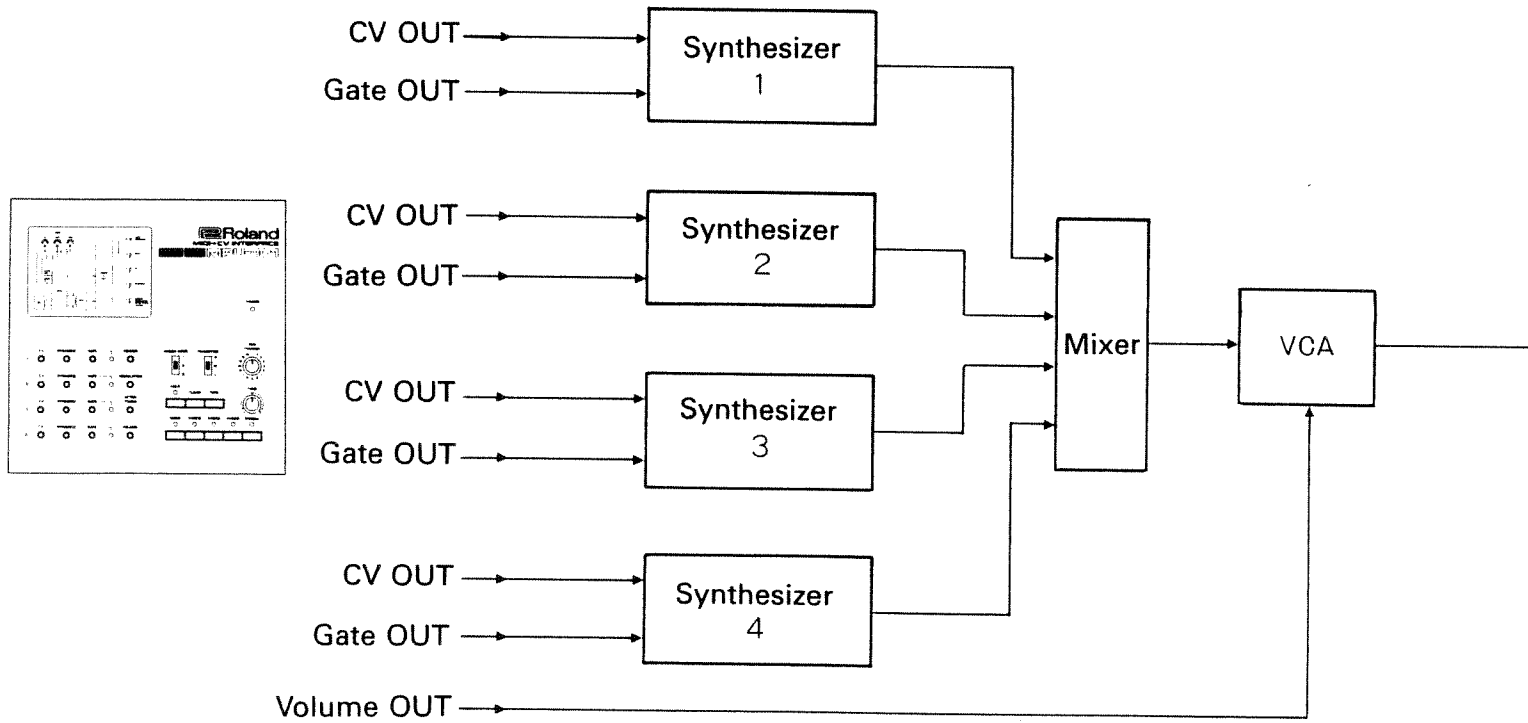 CV OUT
Gate OUT
Synthesizer
1
CV OUT
Gate OUT
Synthesizer
2
Roland
MIDI-CV INTERFACE
CV OUT
Gate OUT
Synthesizer
3
Mixer
VCA
CV OUT
Gate OUT
Synthesizer
4
Volume OUT